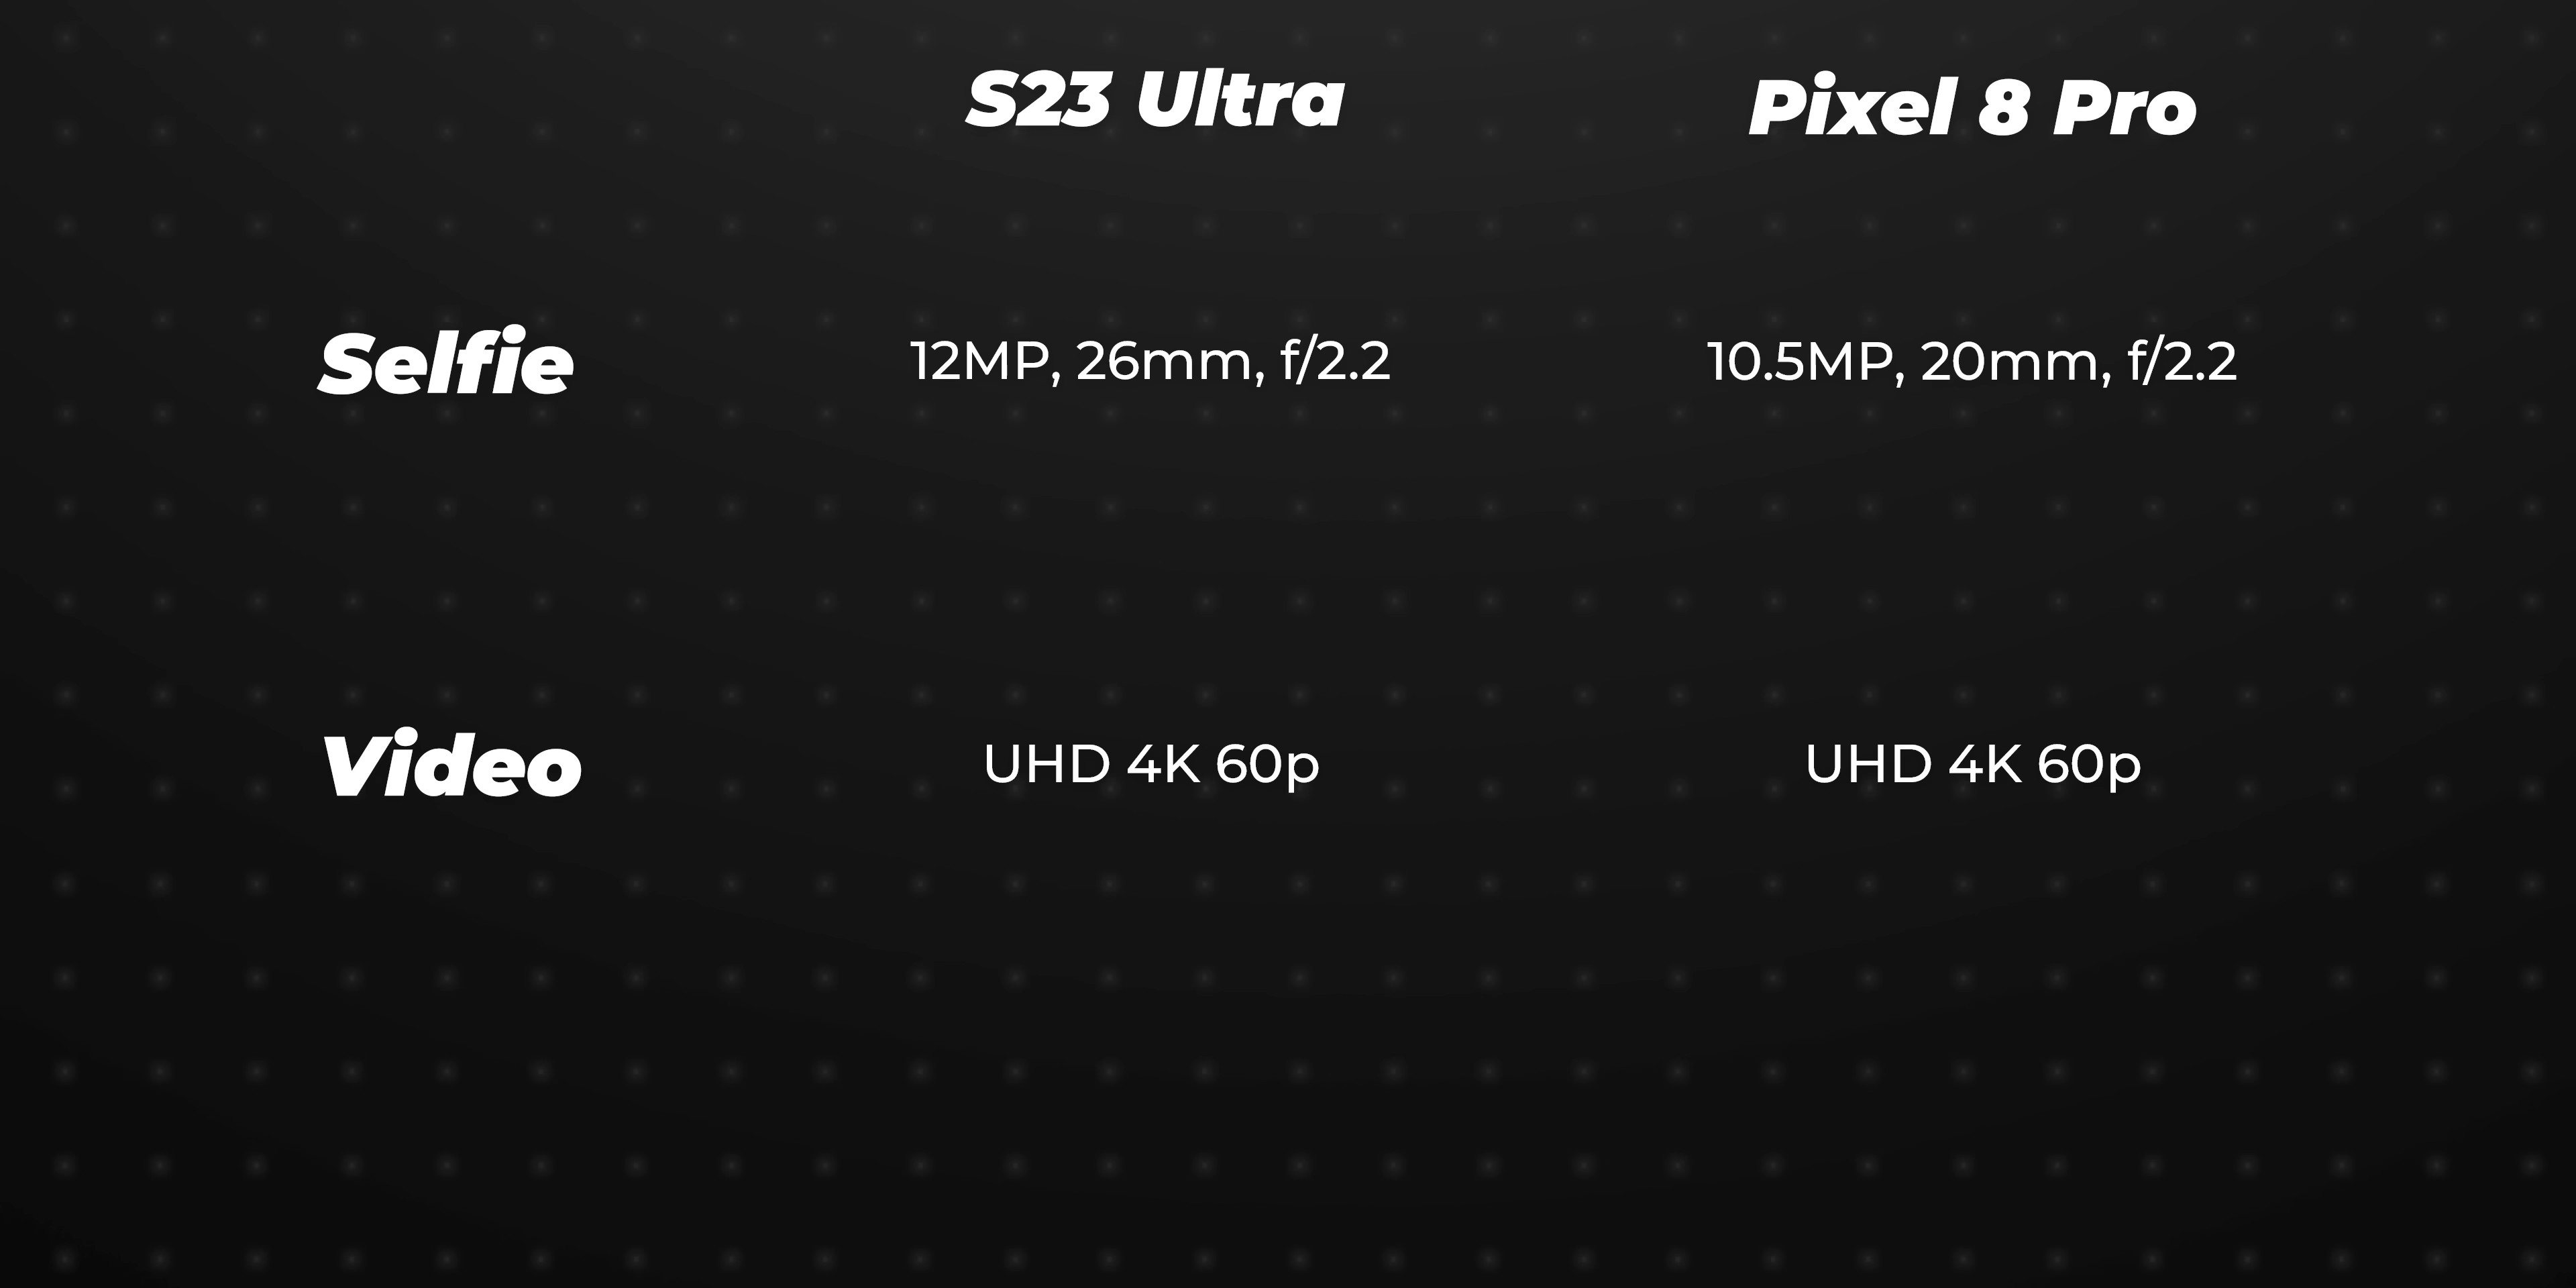 S23 Ultra Pixel 8 Pro
Selfie 12MP, 26mm, f/2.2 10.5MP, 20mm, f/2.2
Video UHD 4K 60p UHD 4K 60p